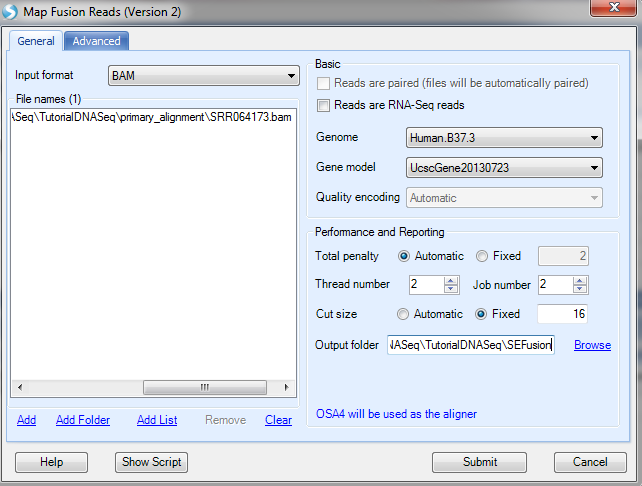 Map Fusion Reads (Version 2)
General
Advanced
Input format
BAM
File names (1)
\Seq\TutorialDNASeq\primary_alignment\SRR064173.bam
Add
Add Folder
Add List
Remove
Clear
Basic
Reads are paired (files will be automatically paired)
Reads are RNA-Seq reads
Genome
Human.B37.3
Gene model
UcscGene20130723
Quality encoding
Automatic
Performance and Reporting
Total penalty
Automatic
Fixed
2
Thread number
2
Job number
2
Cut size
Automatic
Fixed
16
Output folder
NASeq\TutorialDNASeq\SEFusion
Browse
OSA4 will be used as the aligner
Help
Show Script
Submit
Cancel